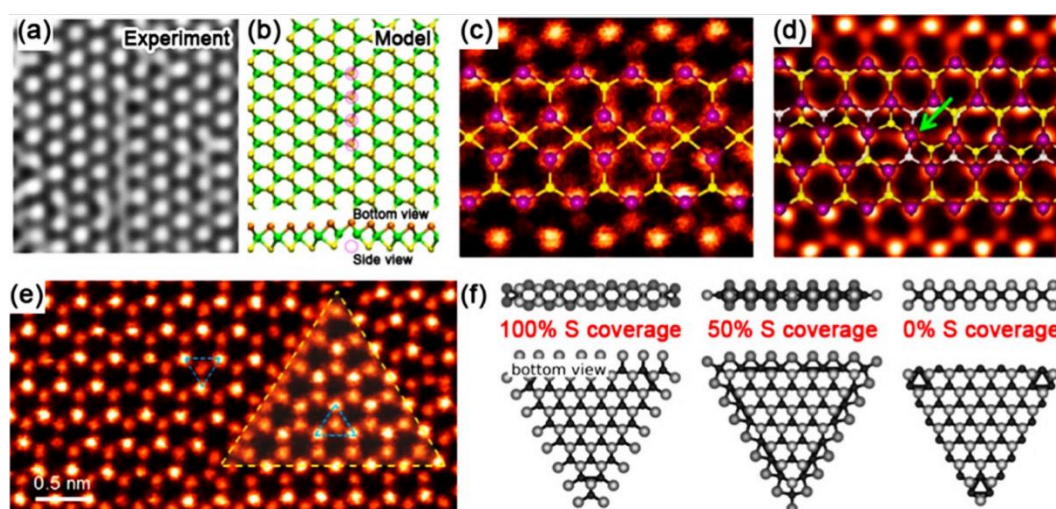 (a)
Experiment
(b)
Model
Bottom view
Side view
(c)
(d)
(e)
0.5 nm
(f)
100% S coverage
50% S coverage
0% S coverage
bottom view